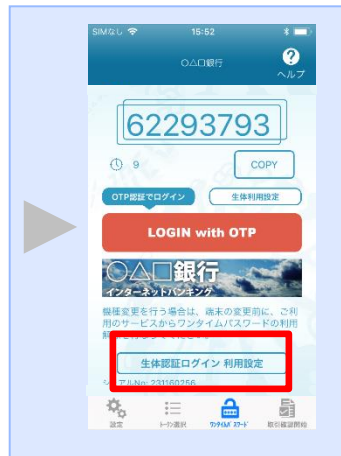 SIMなし 15:52
○△□銀行
ヘルプ
62293793
9 COPY
OTP認証でログイン 生体利用設定
LOGIN with OTP
○△□銀行
インターネットバンキング
機種変更を行う場合は、端末の変更前に、ご利
用のサービスからワンタイムパスワードの利用
生体認証ログイン 利用設定
アルNo: 231160256
設定 トークン選択 ワンタイムパスワード 取引確認開始